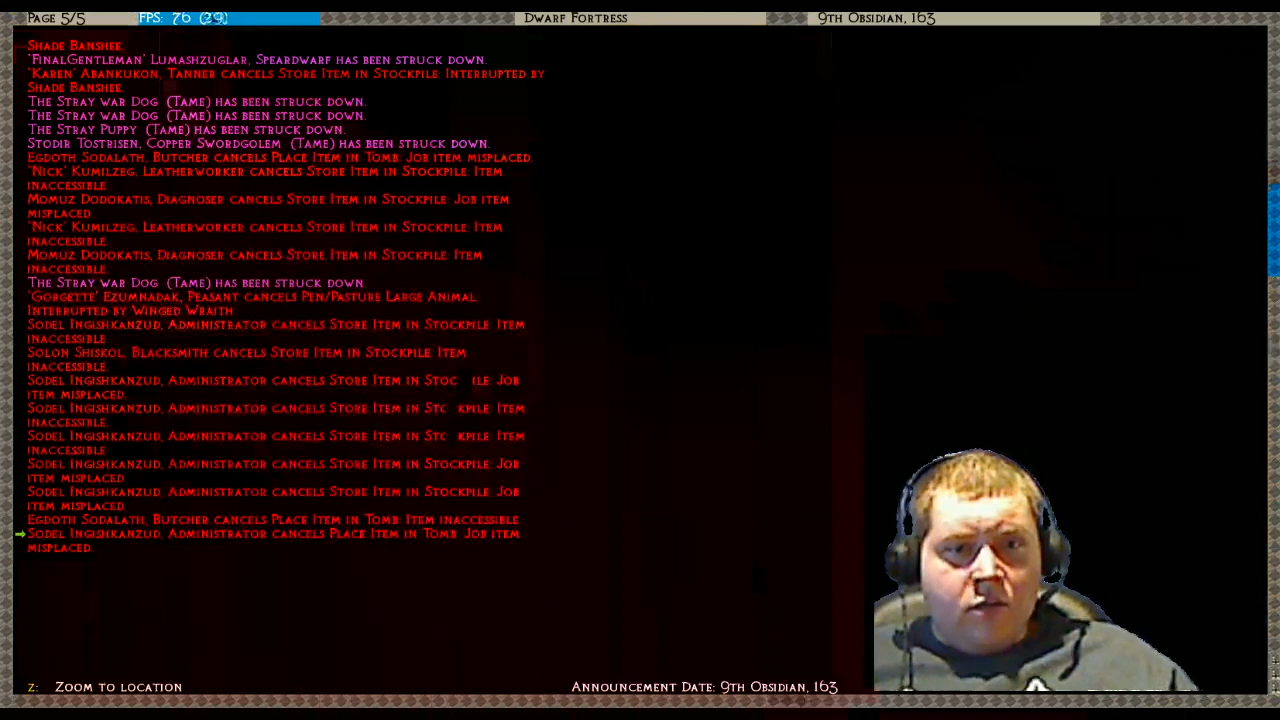 Page 5/5
FPS: 76 (39)
Dwarf Fortress
9th Obsidian, 163
Shade Banshee.
'FinalGentleman' Lumashzuglar, Speardwarf has been struck down.
'Karen' Abankukon, Tanner cancels Store Item in Stockpile: Interrupted by
Shade Banshee.
The Stray war Dog (Tame) has been struck down.
The Stray war Dog (Tame) has been struck down.
The Stray Puppy (Tame) has been struck down.
Stodir Tostrisen, Copper Swordgolem (Tame) has been struck down.
Egdoth Sodalath, Butcher cancels Place Item in Tomb: Job item misplaced.
'Nick' Kumilzeg, Leatherworker cancels Store Item in Stockpile: Item
inaccessible.
Momuz Dodokatis, Diagnoser cancels Store Item in Stockpile: Job item
misplaced.
'Nick' Kumilzeg, Leatherworker cancels Store Item in Stockpile: Item
inaccessible.
Momuz Dodokatis, Diagnoser cancels Store Item in Stockpile: Item
inaccessible.
The Stray war Dog (Tame) has been struck down.
'Gorgette' Ezumnadak, Peasant cancels Pen/Pasture Large Animal:
Interrupted by Winged Wraith.
Sodel Ingishkanzud, Administrator cancels Store Item in Stockpile: Item
inaccessible.
Solon Shiskol, Blacksmith cancels Store Item in Stockpile: Item
inaccessible.
Sodel Ingishkanzud, Administrator cancels Store Item in Stoc ile: Job
item misplaced.
Sodel Ingishkanzud, Administrator cancels Store Item in Stc kpile: Item
inaccessible.
Sodel Ingishkanzud, Administrator cancels Store Item in Stc kpile: Item
inaccessible.
Sodel Ingishkanzud, Administrator cancels Store Item in Stockpile: Job
item misplaced.
Sodel Ingishkanzud, Administrator cancels Store Item in Stockpile: Job
item misplaced.
Egdoth Sodalath, Butcher cancels Place Item in Tomb: Item inaccessible.
Sodel Ingishkanzud, Administrator cancels Place Item in Tomb: Job item
misplaced.
z: Zoom to location
Announcement Date: 9th Obsidian, 163